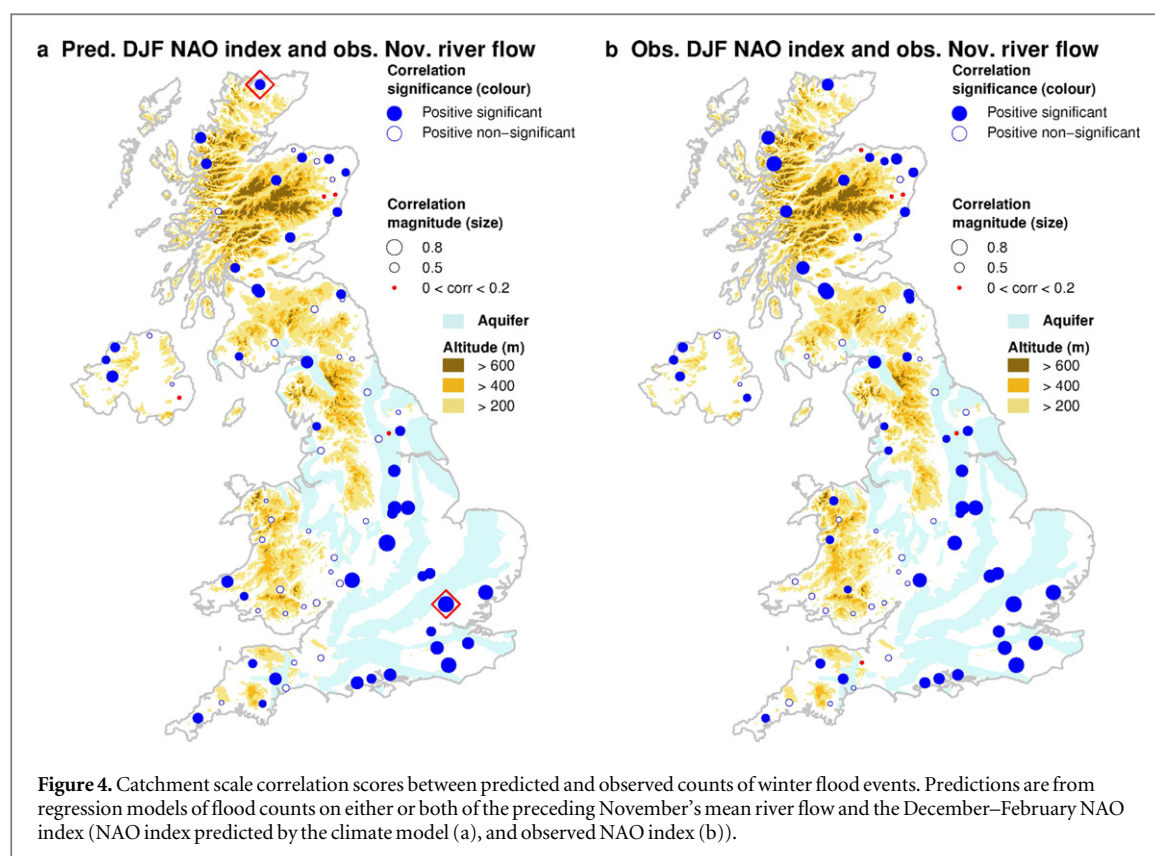 a Pred. DJF NAO index and obs. Nov. river flow
Correlation
significance (colour)
Positive significant
Positive non−significant
Correlation
magnitude (size)
0.8
0.5
0 < corr < 0.2
Aquifer
Altitude (m)
> 600
> 400
> 200
b Obs. DJF NAO index and obs. Nov. river flow
Correlation
significance (colour)
Positive significant
Positive non−significant
Correlation
magnitude (size)
0.8
0.5
0 < corr < 0.2
Aquifer
Altitude (m)
> 600
> 400
> 200
Figure 4. Catchment scale correlation scores between predicted and observed counts of winter flood events. Predictions are from
regression models of flood counts on either or both of the preceding November's mean river flow and the December–February NAO
index (NAO index predicted by the climate model (a), and observed NAO index (b)).